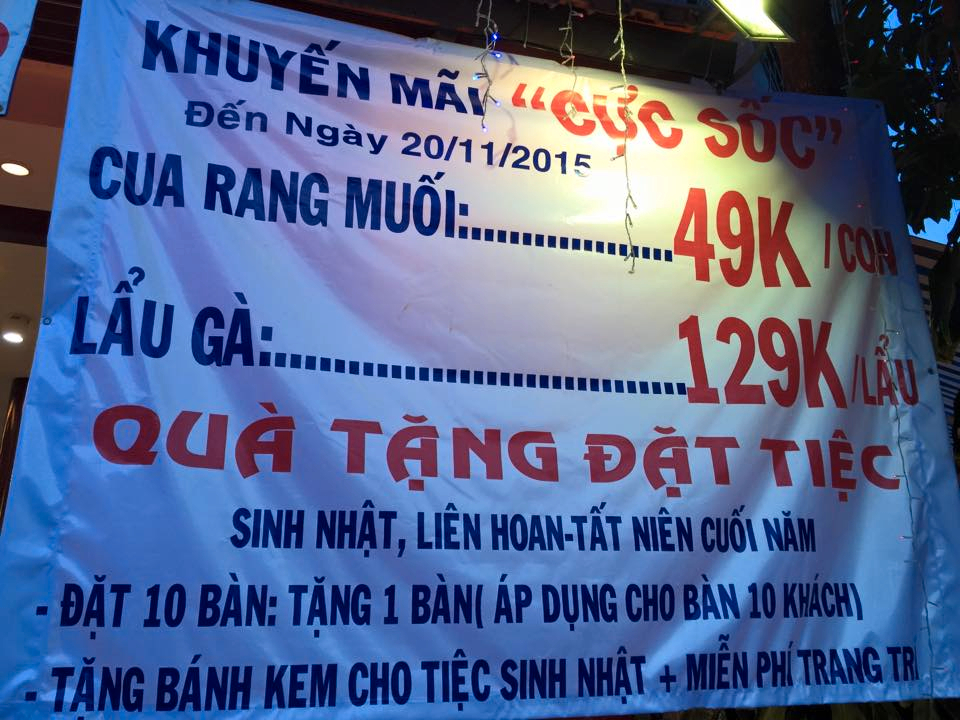 KHUYẾN MÃI “CỰC SỐC”
Đến Ngày 20/11/2015
CUA RANG MUỐI:....................49K /CON
LẨU GÀ:........................................129K/LẨU
QUÀ TẶNG ĐẶT TIỆC
SINH NHẬT, LIÊN HOAN-TẤT NIÊN CUỐI NĂM
- ĐẶT 10 BÀN: TẶNG 1 BÀN( ÁP DỤNG CHO BÀN 10 KHÁCH)
- TẶNG BÁNH KEM CHO TIỆC SINH NHẬT + MIỄN PHÍ TRANG TRÍ